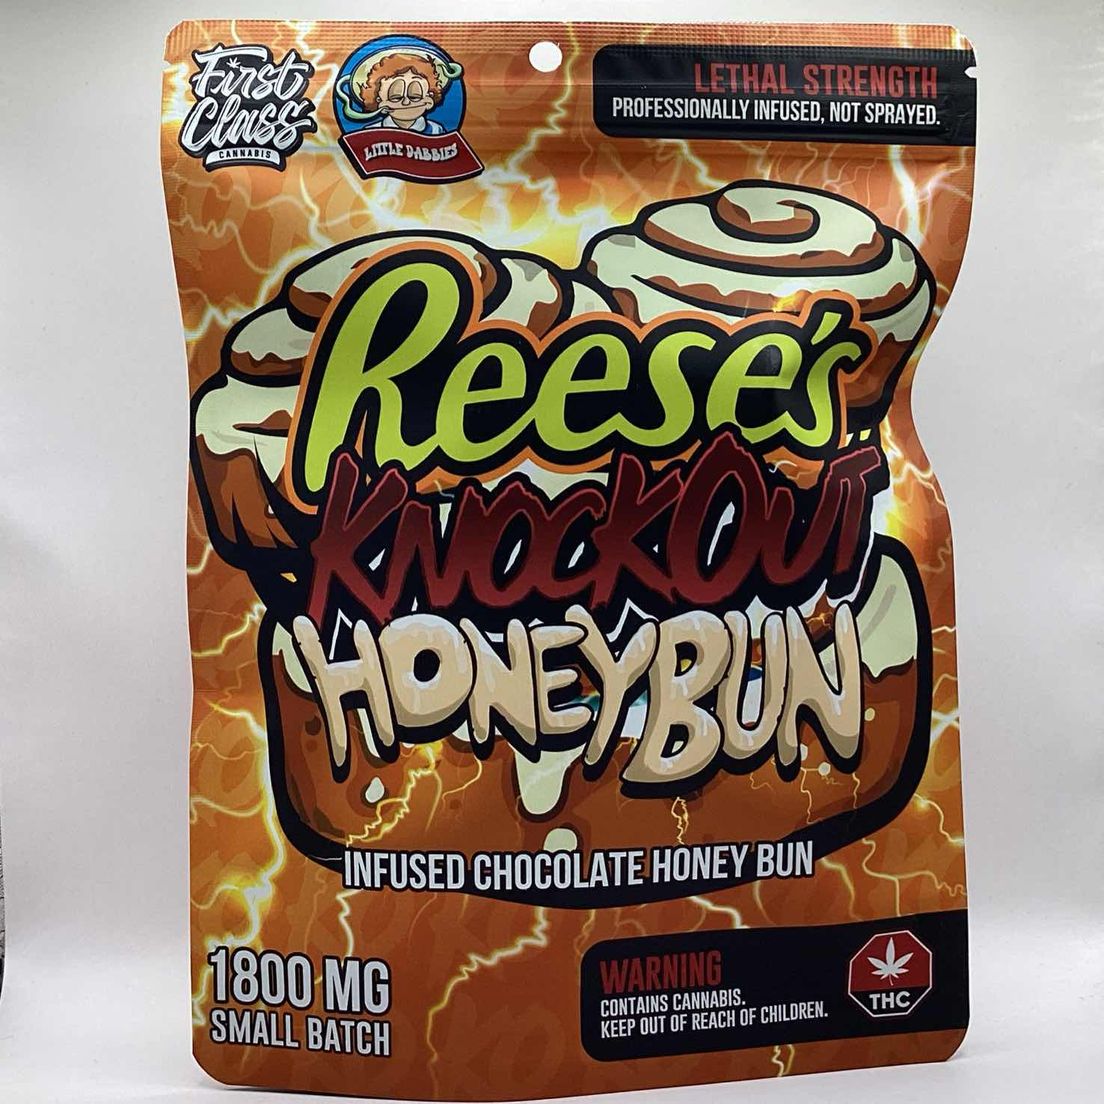 First
Class
CANNABIS
LITTLE DABBIES
LETHAL STRENGTH
PROFESSIONALLY INFUSED, NOT SPRAYED.
Reese's
KNOCKOUT
HONEYBUN
INFUSED CHOCOLATE HONEY BUN
1800 MG
SMALL BATCH
WARNING
CONTAINS CANNABIS.
KEEP OUT OF REACH OF CHILDREN.
THC